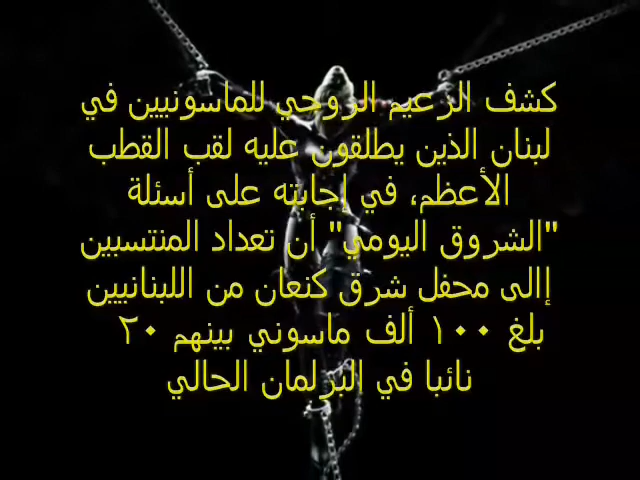 كشف الزعيم الروحي للماسونيين في
لبنان الذين يطلقون عليه لقب القطب
الأعظم، في إجابته على أسئلة
"الشروق اليومي" أن تعداد المنتسبين
إالى محفل شرق كنعان من اللبنانيين
بلغ ١٠٠ ألف ماسوني بينهم ٢٠
نائبا في البرلمان الحالي